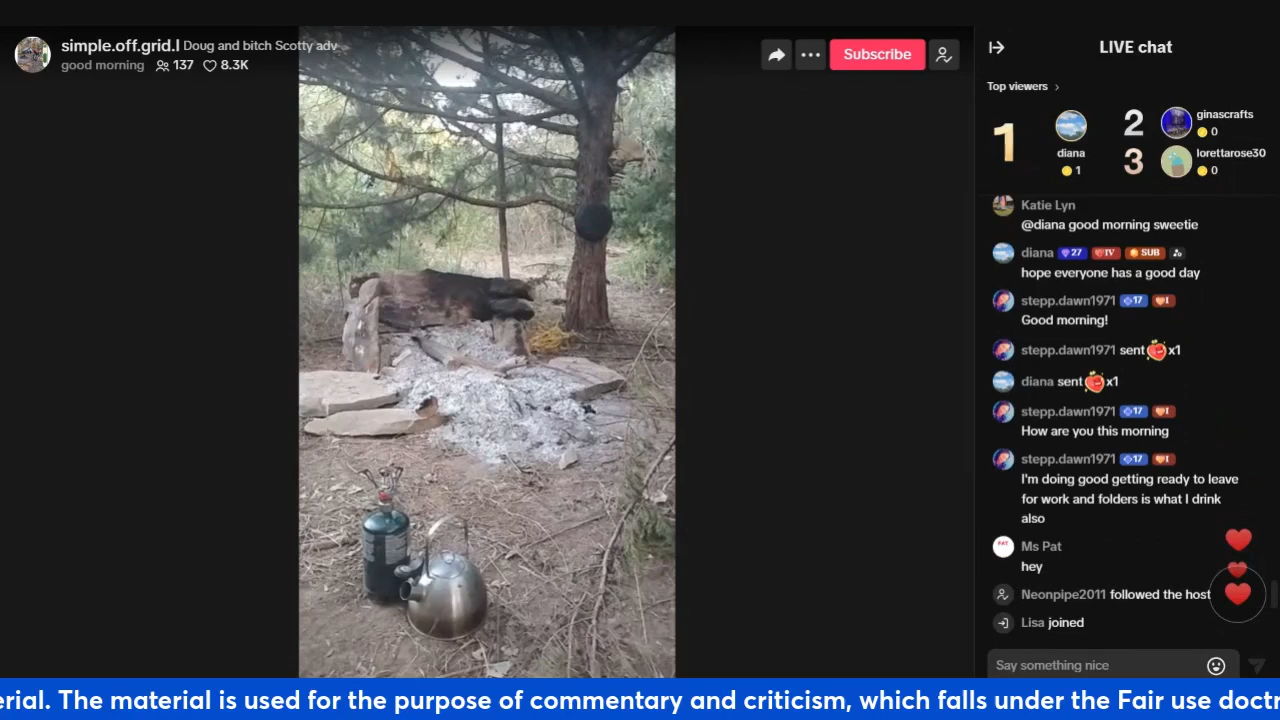 simple.off.grid.l Doug and bitch Scotty adv
good morning 137 8.3K
Subscribe
LIVE chat
Top viewers
1
diana
1
2
ginascrafts
0
3
lorettarose30
0
Katie Lyn
@diana good morning sweetie
diana 27 IV SUB
hope everyone has a good day
stepp.dawn1971 17 I
Good morning!
stepp.dawn1971 sent x1
diana sent x1
stepp.dawn1971 17 I
How are you this morning
stepp.dawn1971 17 I
I'm doing good getting ready to leave
for work and folders is what I drink
also
Ms Pat
hey
Neonpipe2011 followed the host
Lisa joined
Say something nice
erial. The material is used for the purpose of commentary and criticism, which falls under the Fair use doct